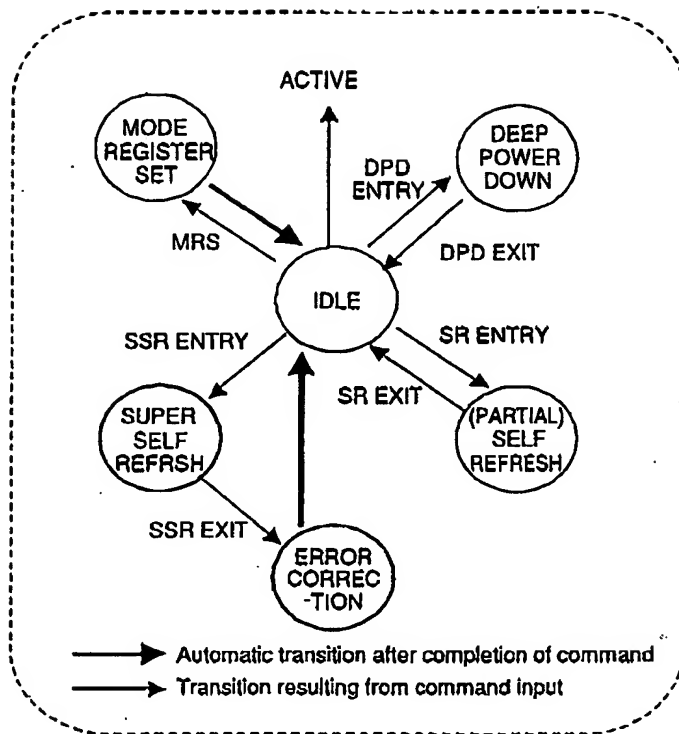 ACTIVE
MODE
REGISTER
SET
DEEP
POWER
DOWN
DPD
ENTRY
MRS
DPD EXIT
IDLE
SSR ENTRY
SR ENTRY
SR EXIT
SUPER
SELF
REFRSH
(PARTIAL)
SELF
REFRESH
SSR EXIT
ERROR
CORREC
-TION
Automatic transition after completion of command
Transition resulting from command input